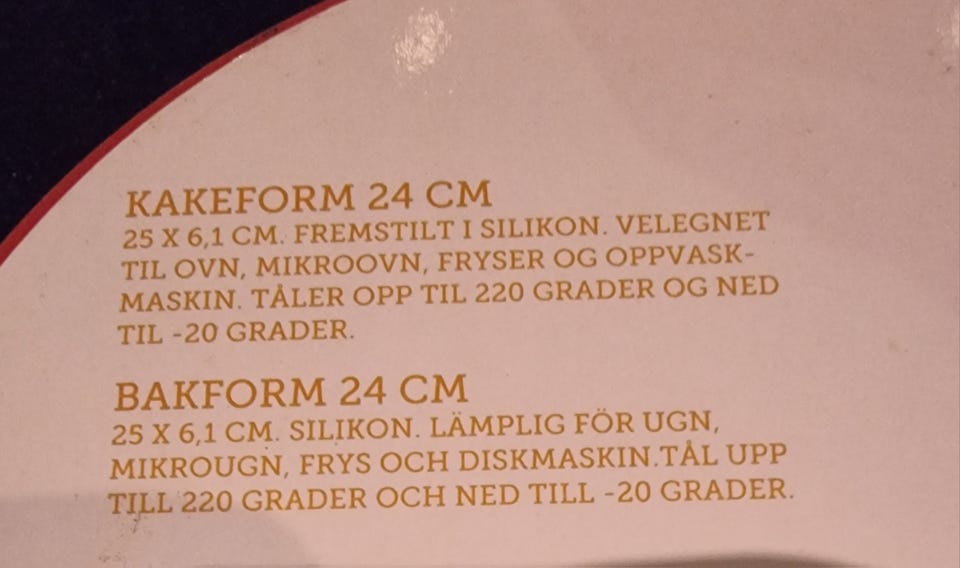 KAKEFORM 24 CM
25 X 6,1 CM. FREMSTILT I SILIKON. VELEGNET
TIL OVN, MIKROOVN, FRYSER OG OPPVASK-
MASKIN. TÅLER OPP TIL 220 GRADER OG NED
TIL -20 GRADER.
BAKFORM 24 CM
25 X 6,1 CM. SILIKON. LÄMPLIG FÖR UGN,
MIKROUGN, FRYS OCH DISKMASKIN.TÅL UPP
TILL 220 GRADER OCH NED TILL -20 GRADER.